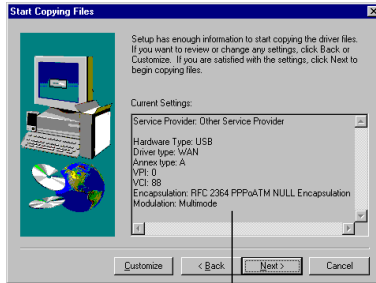 Start Copying Files
Setup has enough information to start copying the driver files.
If you want to review or change any settings, click Back or
Customize. If you are satisfied with the settings, click Next to
begin copying files.
Current Settings:
Service Provider: Other Service Provider
Hardware Type: USB
Driver type: WAN
Annex type: A
VPI: 0
VCI: 88
Encapsulation: RFC 2364 PPPoATM NULL Encapsulation
Modulation: Multimode
Customize
< Back
Next >
Cancel